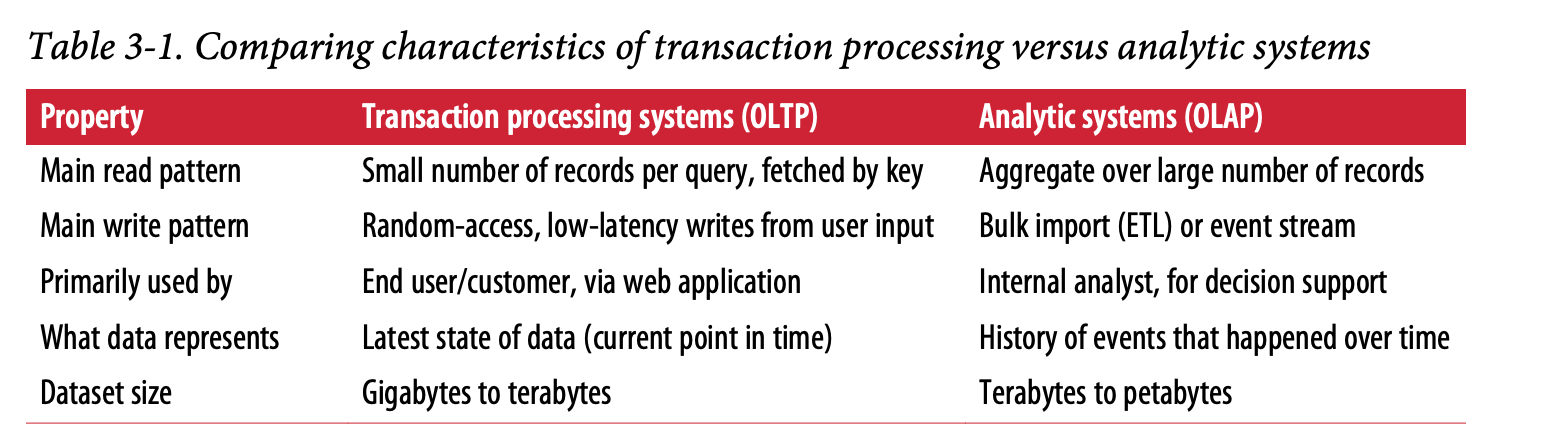 Table 3-1. Comparing characteristics of transaction processing versus analytic systems
Property Transaction processing systems (OLTP) Analytic systems (OLAP)
Main read pattern Small number of records per query, fetched by key Aggregate over large number of records
Main write pattern Random-access, low-latency writes from user input Bulk import (ETL) or event stream
Primarily used by End user/customer, via web application Internal analyst, for decision support
What data represents Latest state of data (current point in time) History of events that happened over time
Dataset size Gigabytes to terabytes Terabytes to petabytes